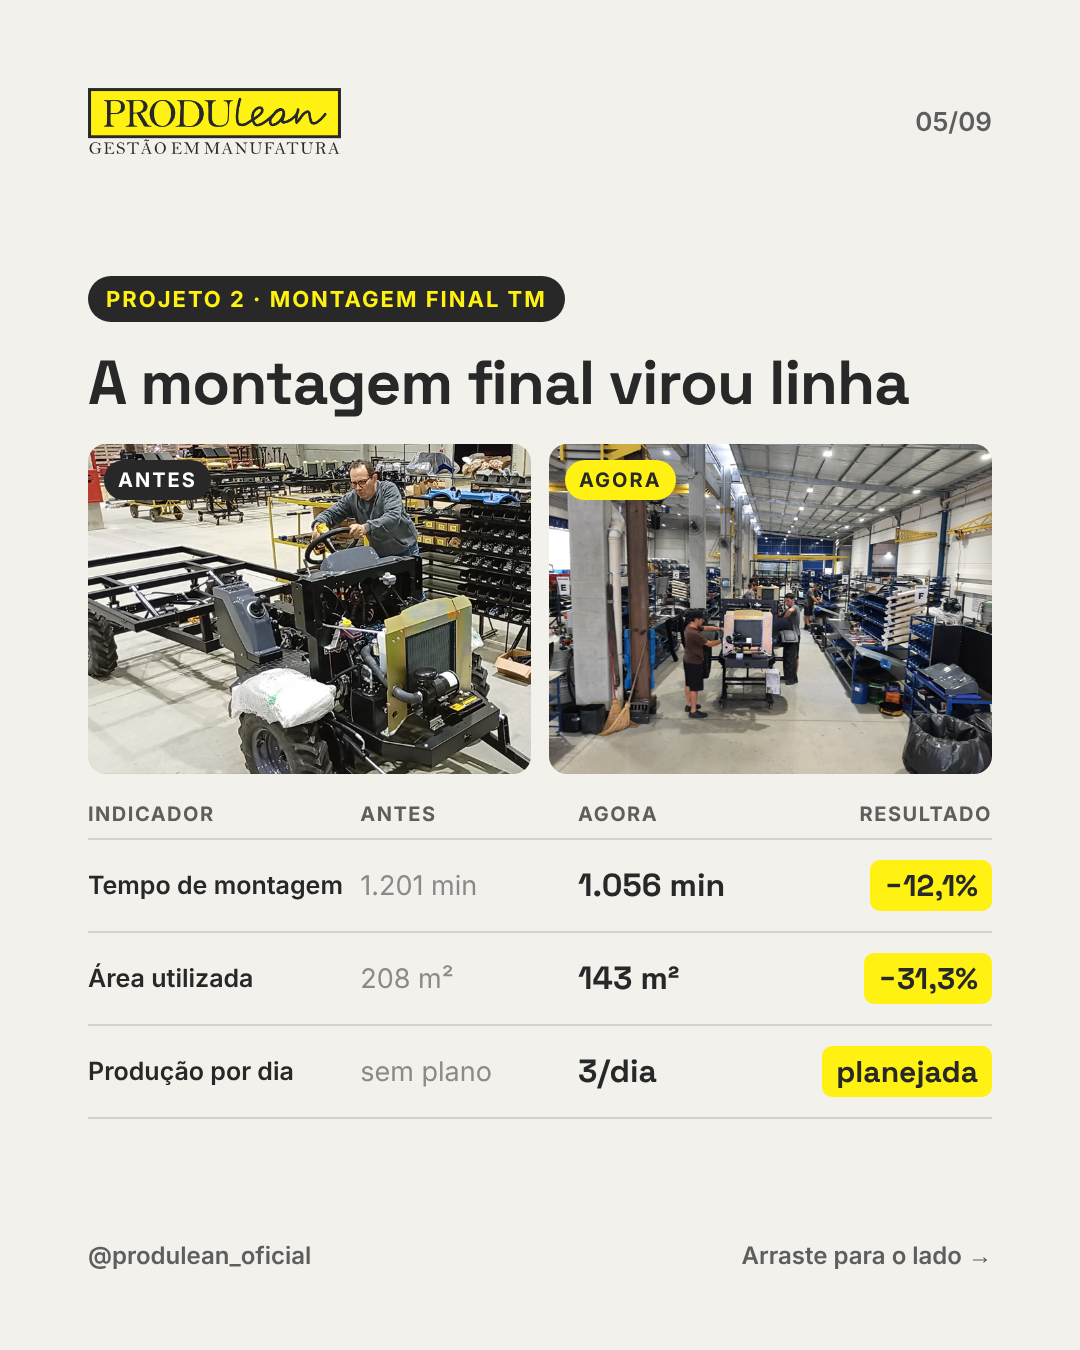 PRODUlean
GESTÃO EM MANUFATURA
05/09
PROJETO 2 · MONTAGEM FINAL TM
A montagem final virou linha
ANTES
AGORA
E
F
INDICADOR ANTES AGORA RESULTADO
Tempo de montagem 1.201 min 1.056 min −12,1%
Área utilizada 208 m² 143 m² −31,3%
Produção por dia sem plano 3/dia planejada
@produlean_oficial
Arraste para o lado →